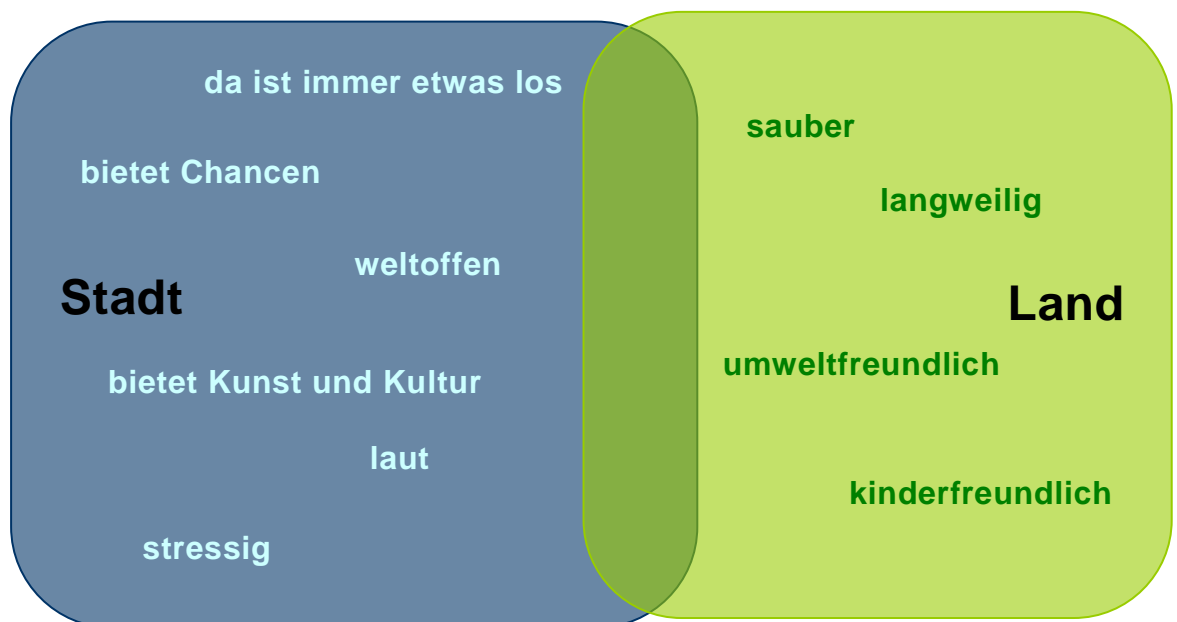 da ist immer etwas los
bietet Chancen
weltoffen
Stadt
bietet Kunst und Kultur
laut
stressig
sauber
langweilig
Land
umweltfreundlich
kinderfreundlich